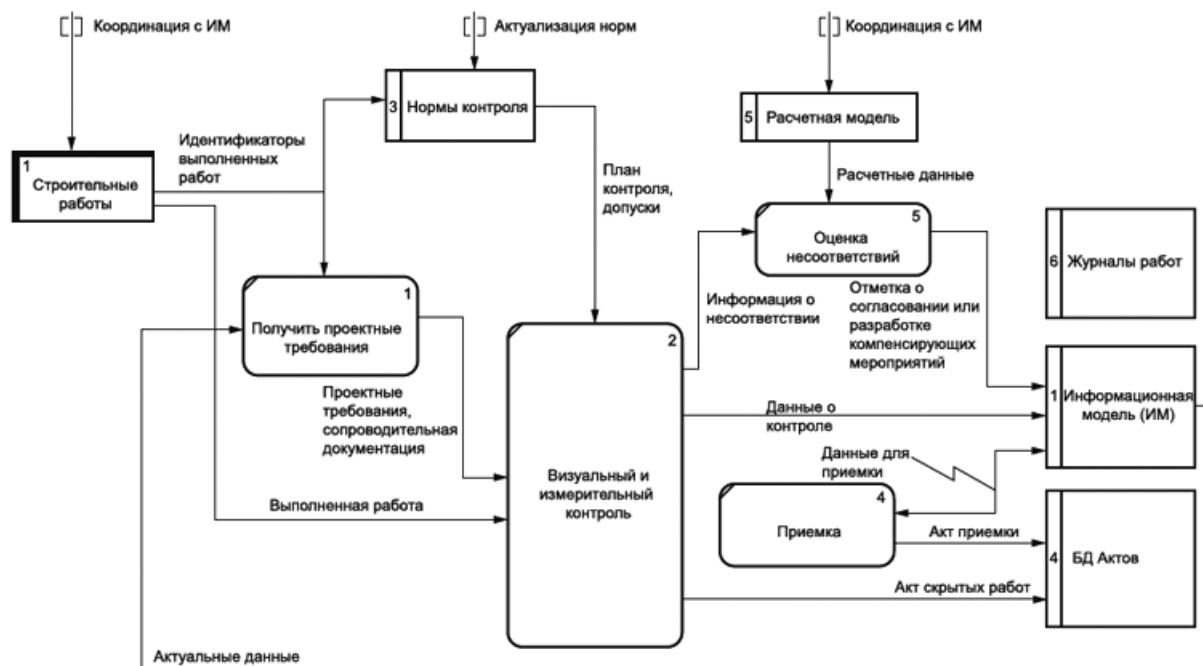 Координация с ИМ
Актуализация норм
Координация с ИМ
3
Нормы контроля
5
Расчетная модель
Идентификаторы
выполненных
работ
1
Строительные
работы
План
контроля,
допуски
Расчетные данные
5
Оценка
несоответствий
6
Журналы работ
1
Получить проектные
требования
Информация о
несоответствии
Отметка о
согласовании или
разработке
компенсирующих
мероприятий
2
Визуальный и
измерительный
контроль
Проектные
требования,
сопроводительная
документация
1
Информационная
модель (ИМ)
Данные о
контроле
Данные для
приемки
Выполненная работа
4
Приемка
Акт приемки
4
БД Актов
Акт скрытых работ
Актуальные данные